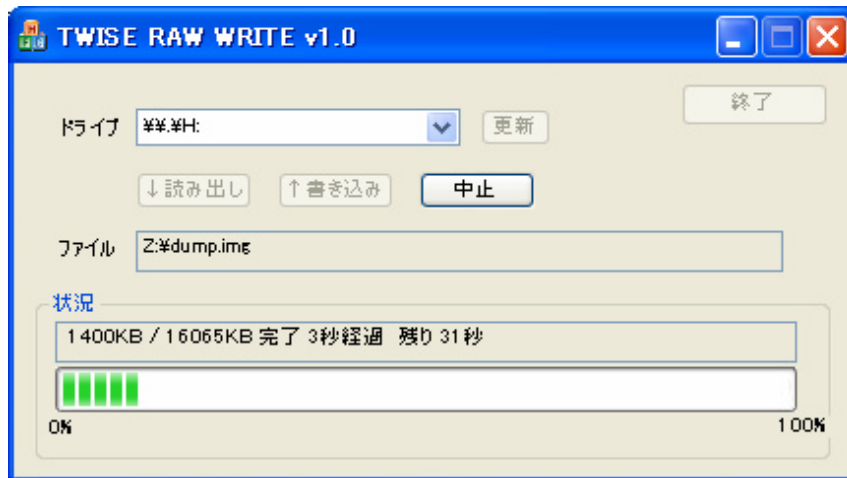 TWISE RAW WRITE v1.0
終了
ドライブ ¥¥.¥H: 更新
↓読み出し ↑書き込み 中止
ファイル Z:¥dump.img
状況
1400KB / 16065KB 完了 3秒経過 残り 31秒
0% 100%